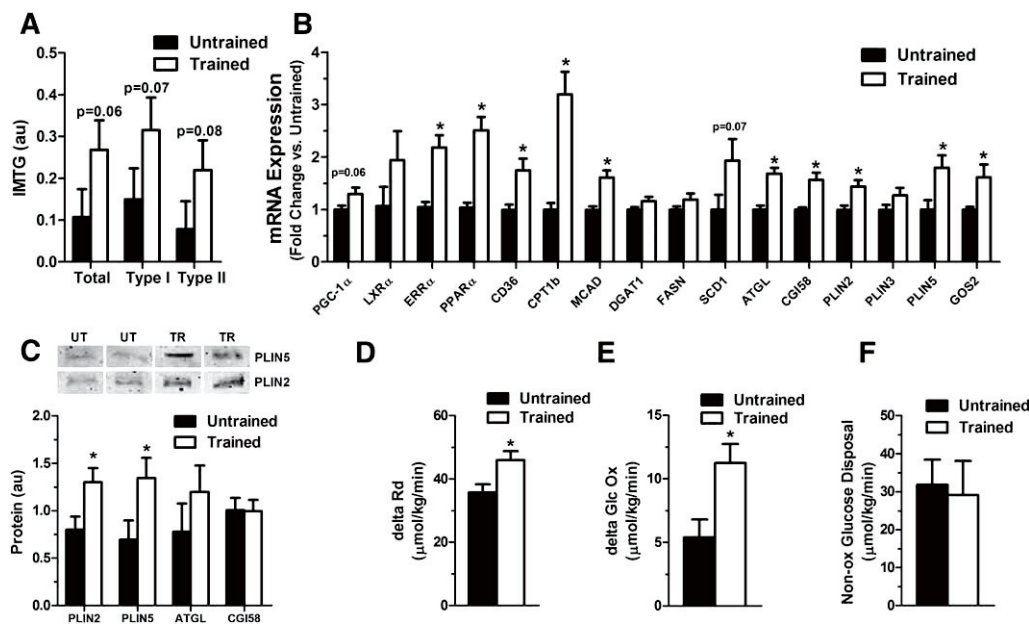 A
Untrained
Trained
IMTG (au)
0.5
0.4
0.3
0.2
0.1
0.0
p=0.06
p=0.07
p=0.08
Total Type I Type II
B
Untrained
Trained
mRNA Expression
(Fold Change vs. Untrained)
4
3
2
1
0
p=0.06
*
*
*
*
*
p=0.07
*
*
*
*
*
PGC-1α
LXRα
ERRα
PPARα
CD36
CPT1b
MCAD
DGAT1
FASN
SCD1
ATGL
CGI58
PLIN2
PLIN3
PLIN5
GOS2
C
UT UT TR TR
PLIN5
PLIN2
Untrained
Trained
Protein (au)
2.0
1.5
1.0
0.5
0.0
*
*
PLIN2 PLIN5 ATGL CGI58
D
Untrained
Trained
delta Rd
(μmol/kg/min)
60
40
20
0
*
E
Untrained
Trained
delta Glc Ox
(μmol/kg/min)
15
10
5
0
*
F
Untrained
Trained
Non-ox Glucose Disposal
(μmol/kg/min)
50
40
30
20
10
0